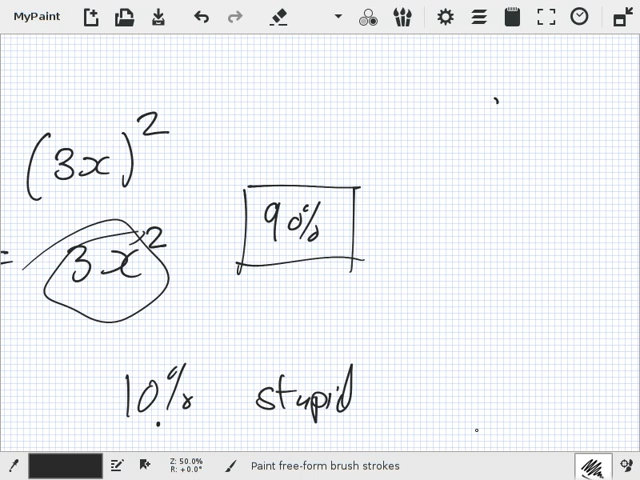 MyPaint
(3x)²
= 3x²
90%
10% stupid
Z: 50.0%
R: +0.0°
Paint free-form brush strokes